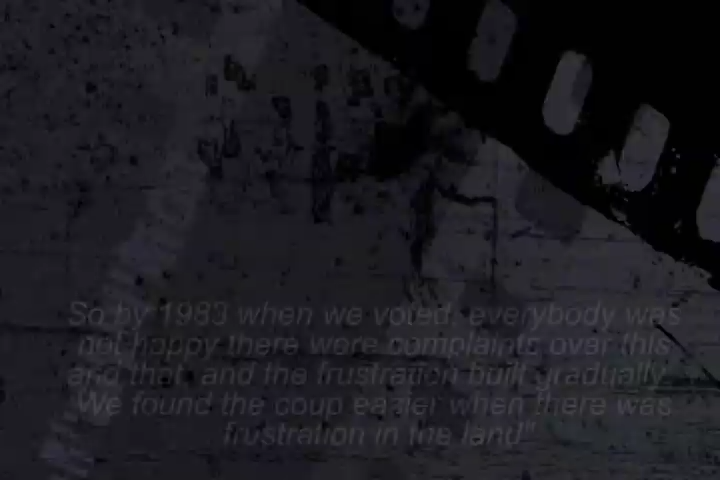 So by 1983 when we voted, everybody was
not happy there were complaints over this
and that, and the frustration built gradually.
We found the coup easier when there was
frustration in the land"